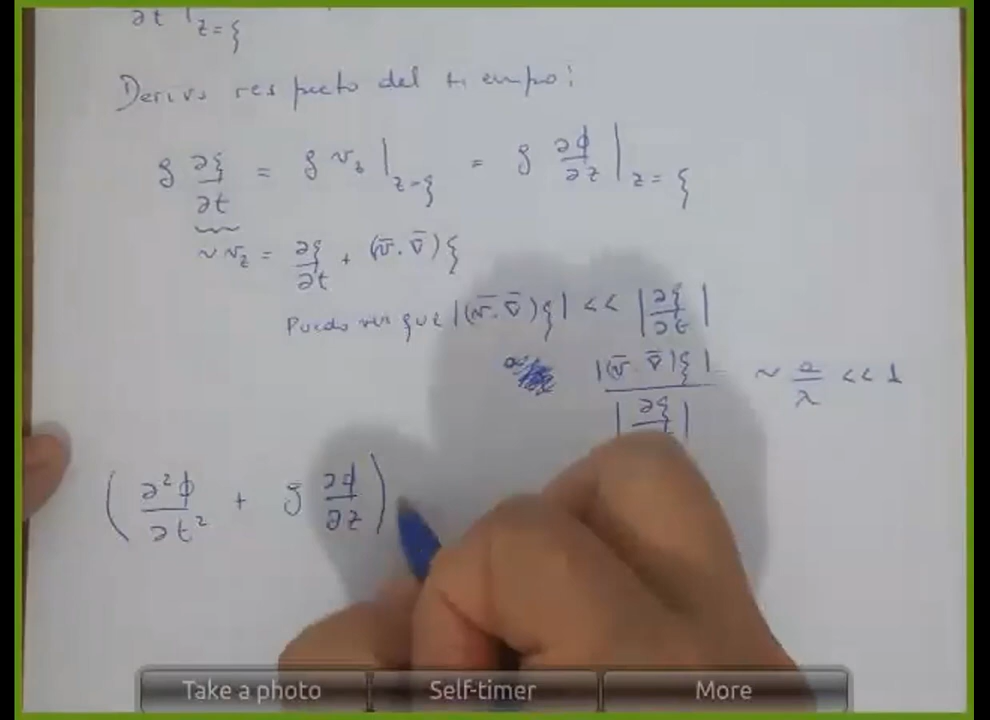 ∂t |z=ξ
Derivo respecto del tiempo:
g ∂ξ/∂t = g v_z |z=ξ = g ∂ϕ/∂z |z=ξ
~ v_z = ∂ξ/∂t + (v̄·∇̄)ξ
Puedo ver que |(v̄·∇̄)ξ| << |∂ξ/∂t|
|(v̄·∇̄)ξ| / |∂ξ/ | ~ a/λ << 1
(∂²ϕ/∂t² + g ∂ϕ/∂z)
Take a photo Self-timer More